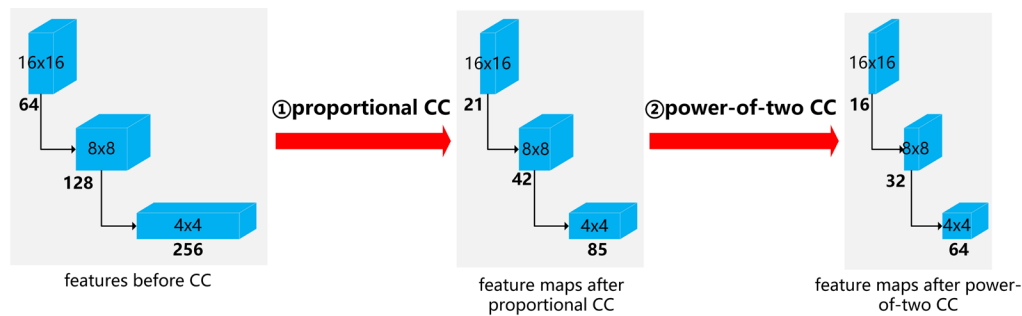 16x16
64
8x8
128
4x4
256
features before CC
①proportional CC
16x16
21
8x8
42
4x4
85
feature maps after
proportional CC
②power-of-two CC
16x16
16
8x8
32
4x4
64
feature maps after power-
of-two CC